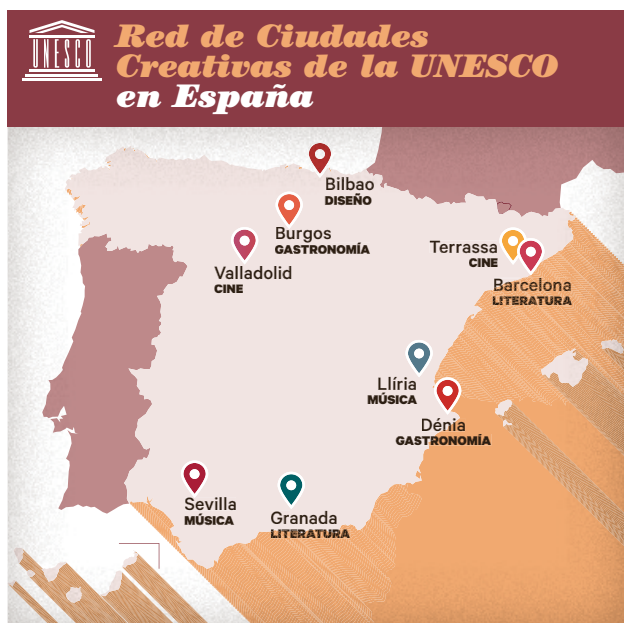 UNESCO
Red de Ciudades
Creativas de la UNESCO
en España
Bilbao
DISEÑO
Burgos
GASTRONOMÍA
Valladolid
CINE
Terrassa
CINE
Barcelona
LITERATURA
Llíria
MÚSICA
Dénia
GASTRONOMÍA
Sevilla
MÚSICA
Granada
LITERATURA